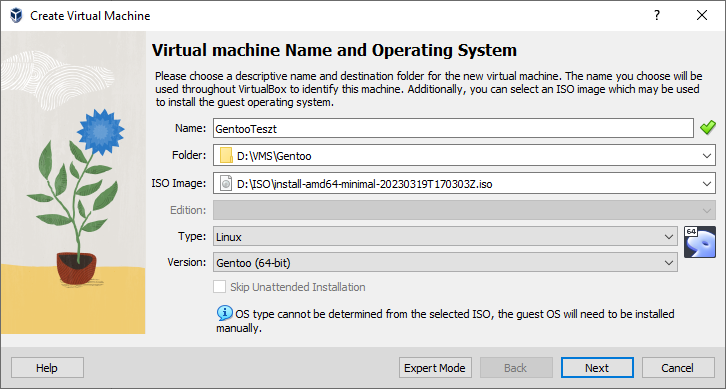 Create Virtual Machine
Virtual machine Name and Operating System
Please choose a descriptive name and destination folder for the new virtual machine. The name you choose will be
used throughout VirtualBox to identify this machine. Additionally, you can select an ISO image which may be used
to install the guest operating system.
Name: GentooTeszt
Folder: D:\VMS\Gentoo
ISO Image: D:\ISO\install-amd64-minimal-20230319T170303Z.iso
Edition:
Type: Linux
64
Version: Gentoo (64-bit)
Skip Unattended Installation
OS type cannot be determined from the selected ISO, the guest OS will need to be installed
manually.
Help Expert Mode Back Next Cancel